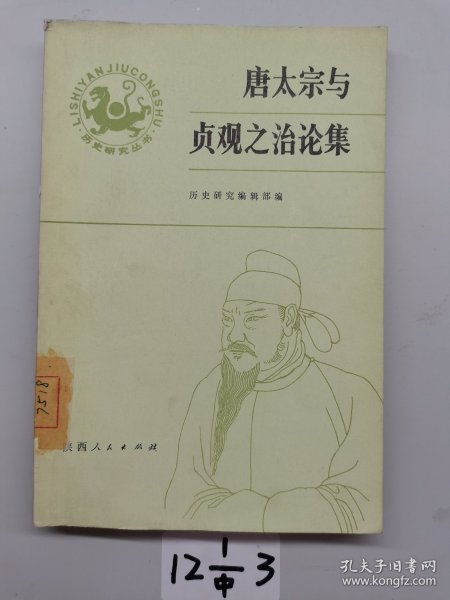 LISHIYANJIUCONGSHU
·历史研究丛书·
唐太宗与
贞观之治论集
历史研究编辑部编
7518
陕西人民出版社
12 1/中 3
孔夫子旧书网
www.kongfz.com